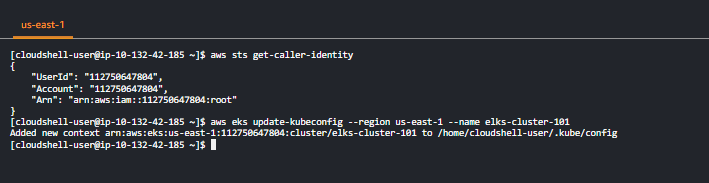 us-east-1
[cloudshell-user@ip-10-132-42-185 ~]$ aws sts get-caller-identity
{
    "UserId": "112750647804",
    "Account": "112750647804",
    "Arn": "arn:aws:iam::112750647804:root"
}
[cloudshell-user@ip-10-132-42-185 ~]$ aws eks update-kubeconfig --region us-east-1 --name elks-cluster-101
Added new context arn:aws:eks:us-east-1:112750647804:cluster/elks-cluster-101 to /home/cloudshell-user/.kube/config
[cloudshell-user@ip-10-132-42-185 ~]$